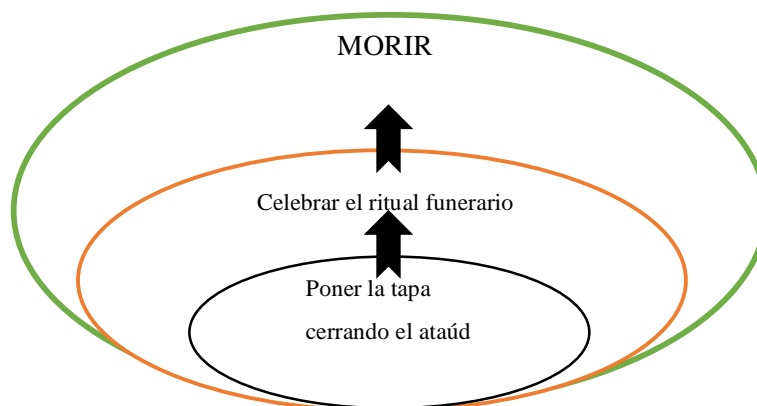 MORIR
Celebrar el ritual funerario
Poner la tapa
cerrando el ataúd